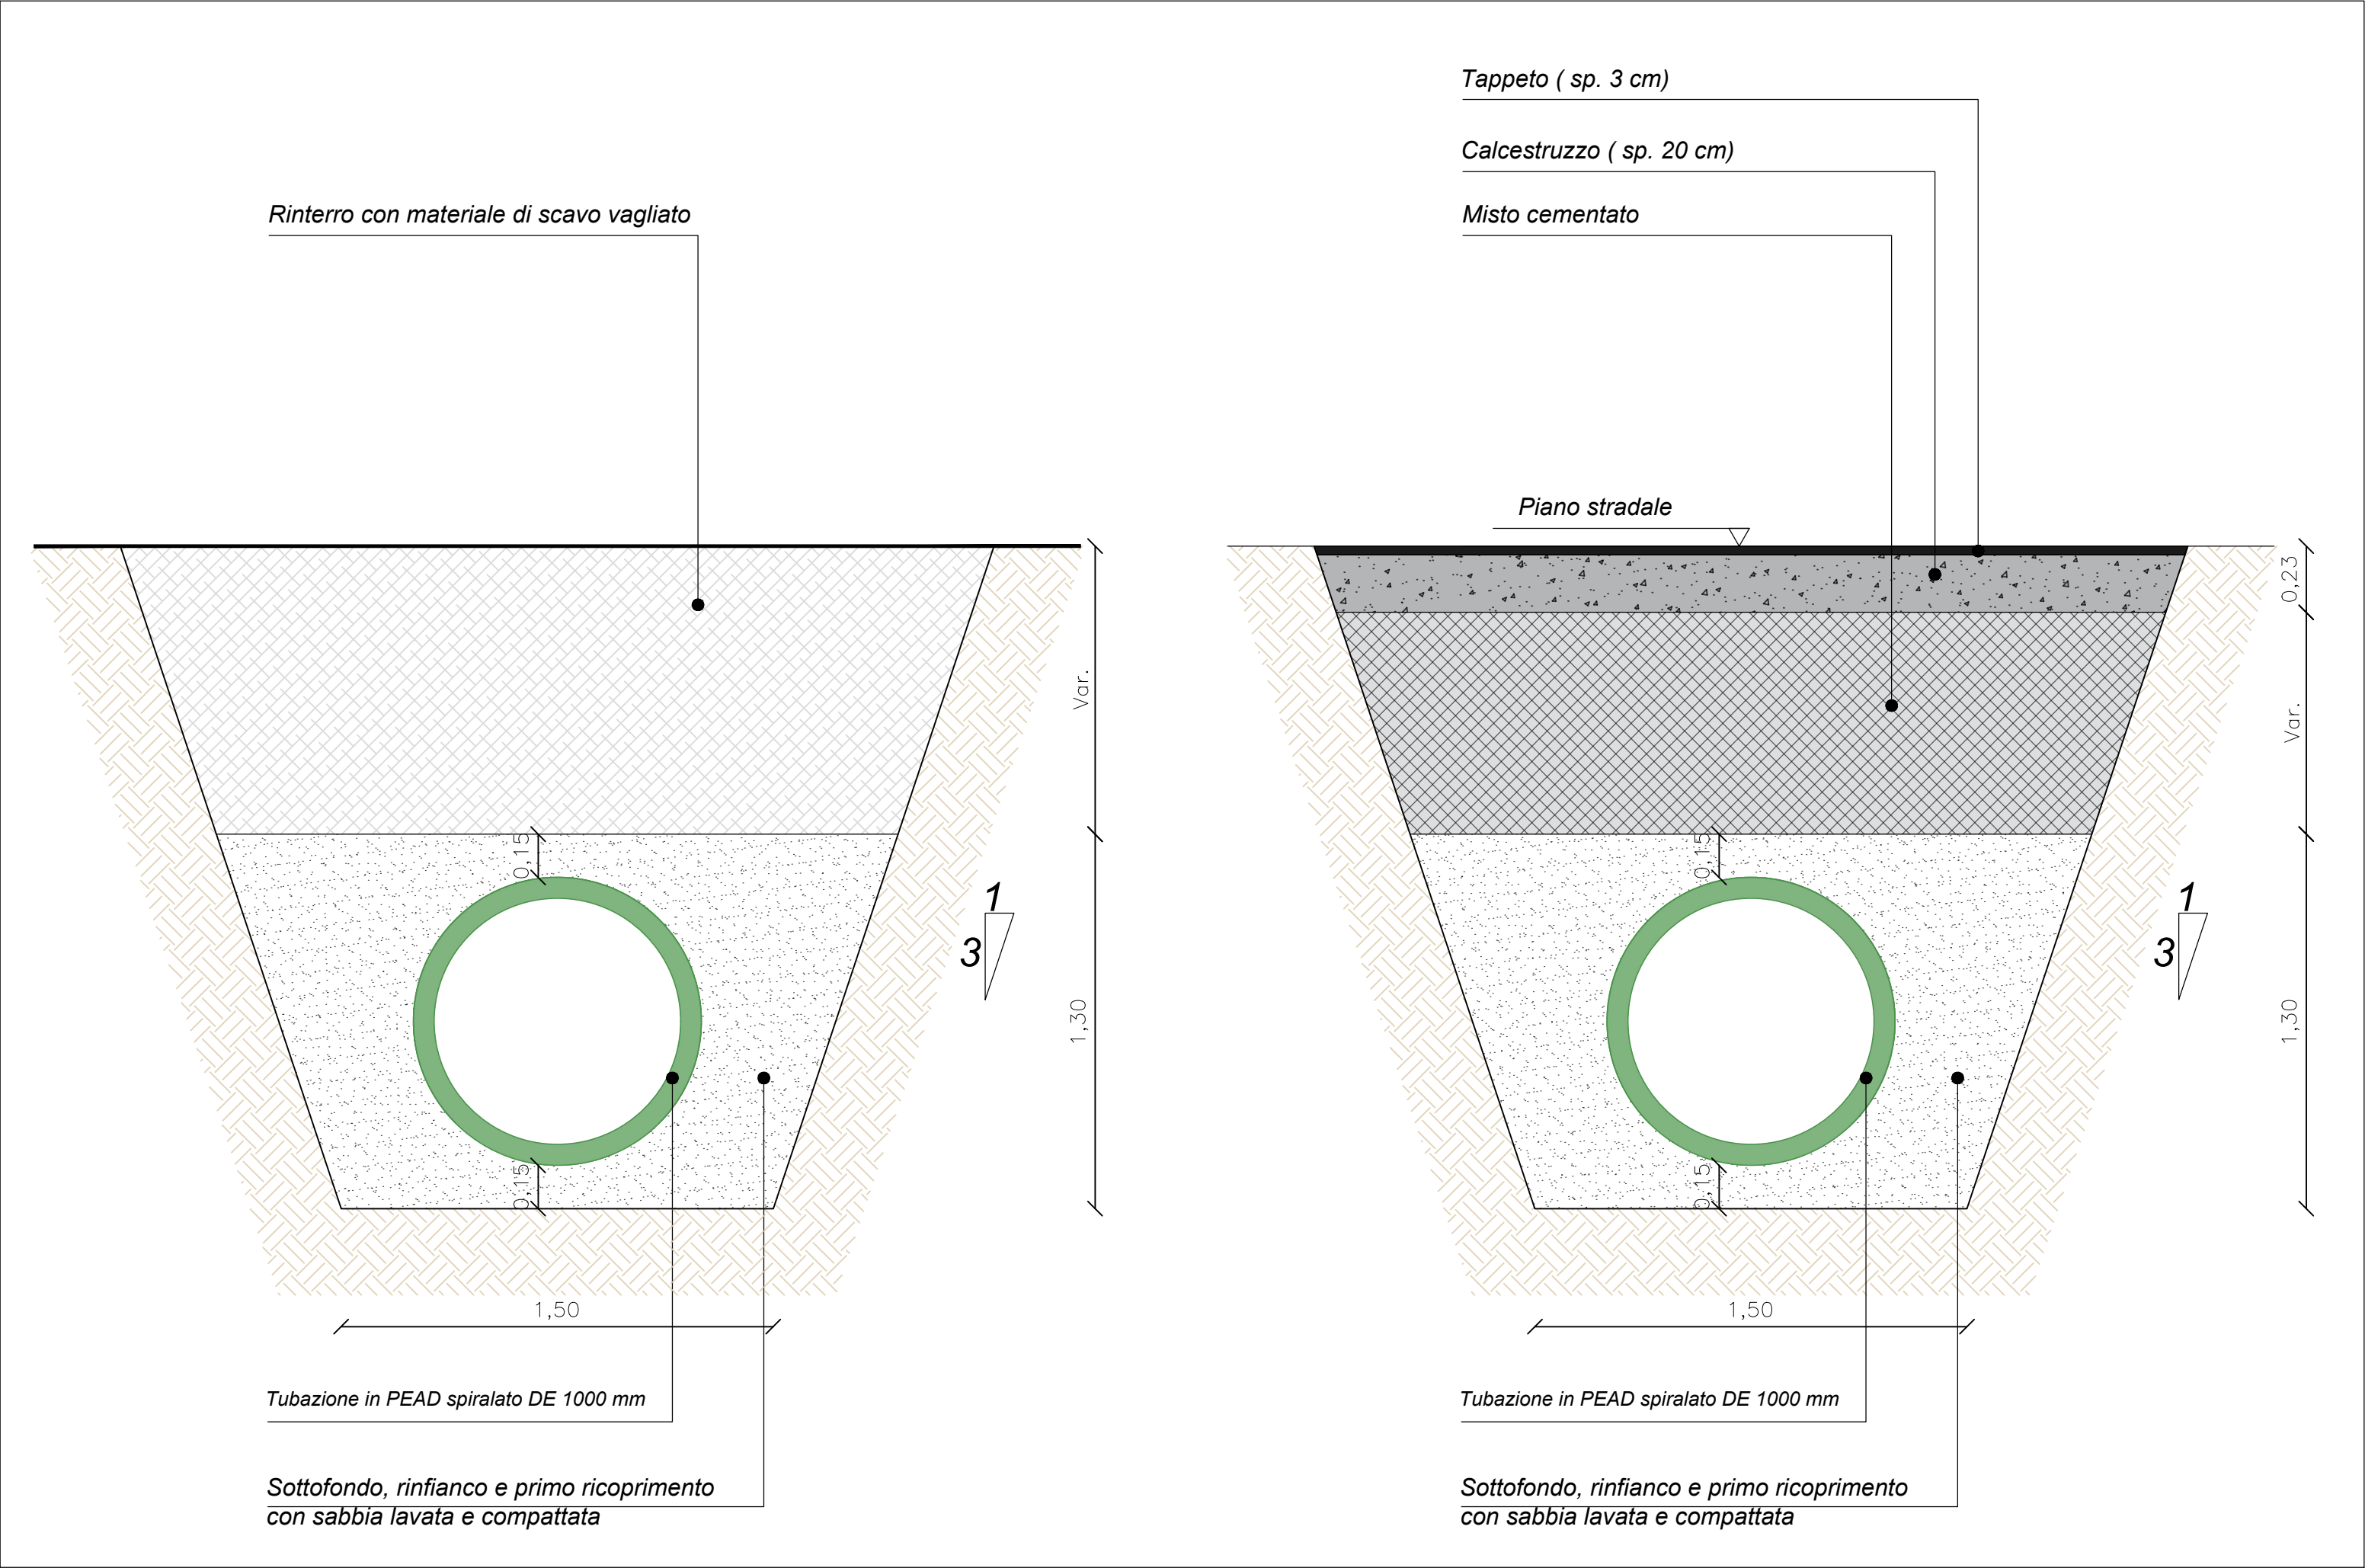 Rinterro con materiale di scavo vagliato
Var.
0,15
1
3
1,30
0,15
1,50
Tubazione in PEAD spiralato DE 1000 mm
Sottofondo, rinfianco e primo ricoprimento
con sabbia lavata e compattata
Tappeto ( sp. 3 cm)
Calcestruzzo ( sp. 20 cm)
Misto cementato
Piano stradale
0,23
Var.
0,15
1
3
1,30
0,15
1,50
Tubazione in PEAD spiralato DE 1000 mm
Sottofondo, rinfianco e primo ricoprimento
con sabbia lavata e compattata